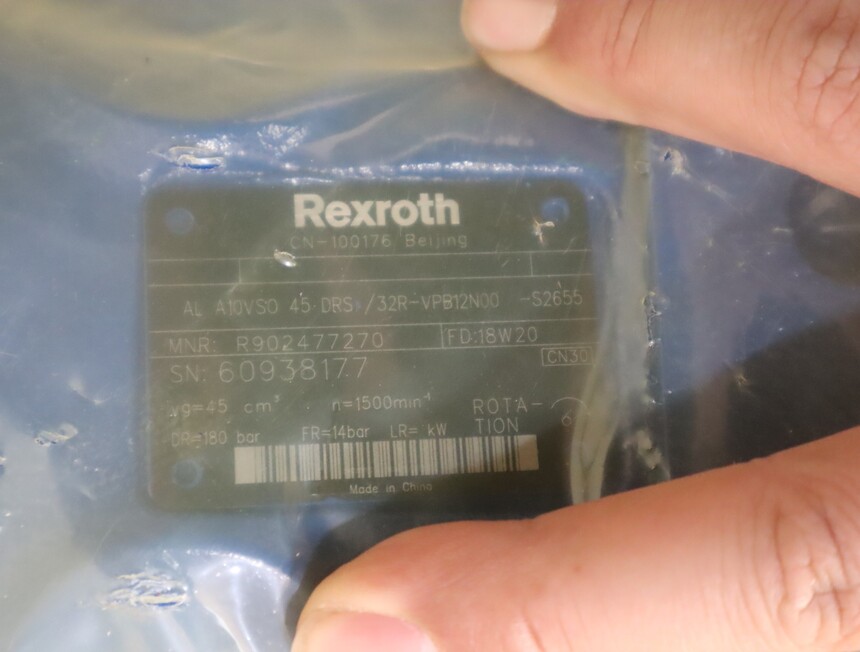 Rexroth
CN-100176 Beijing
AL A10VSO 45 DRS /32R-VPB12N00 -S2655
MNR: R902477270 FD:18W20
SN: 60938177 CN30
Vg=45 cm³ n=1500min⁻¹ ROTA-
TION
DR=180 bar FR=14bar LR= kW
Made in China